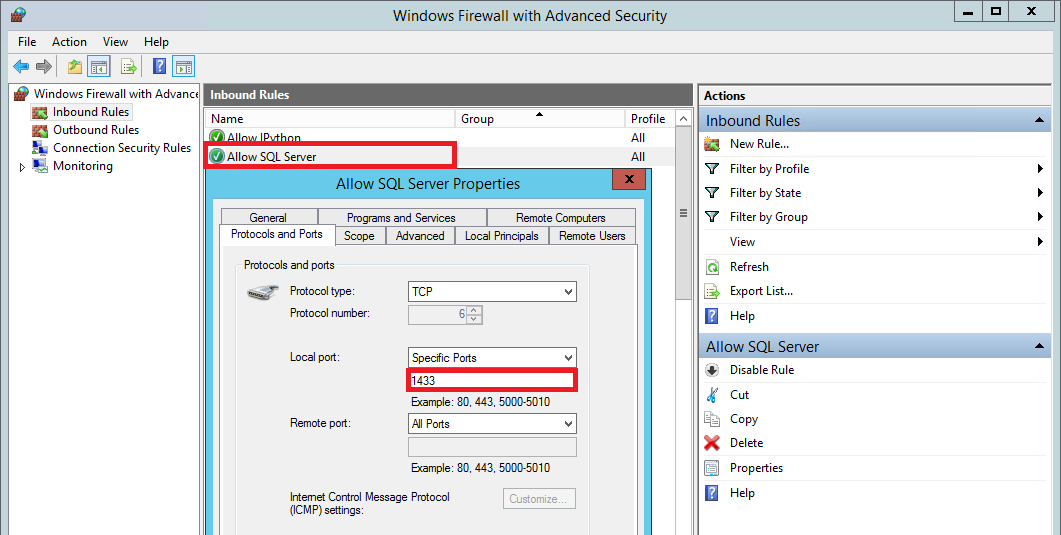 Windows Firewall with Advanced Security
File Action View Help
Windows Firewall with Advance
Inbound Rules
Outbound Rules
Connection Security Rules
Monitoring
Inbound Rules
Name Group Profile
Allow IPython All
Allow SQL Server All
Allow SQL Server Properties
General Programs and Services Remote Computers
Protocols and Ports Scope Advanced Local Principals Remote Users
Protocols and ports
Protocol type: TCP
Protocol number: 6
Local port: Specific Ports
1433
Example: 80, 443, 5000-5010
Remote port: All Ports
Example: 80, 443, 5000-5010
Internet Control Message Protocol
(ICMP) settings:
Customize...
Actions
Inbound Rules
New Rule...
Filter by Profile
Filter by State
Filter by Group
View
Refresh
Export List...
Help
Allow SQL Server
Disable Rule
Cut
Copy
Delete
Properties
Help